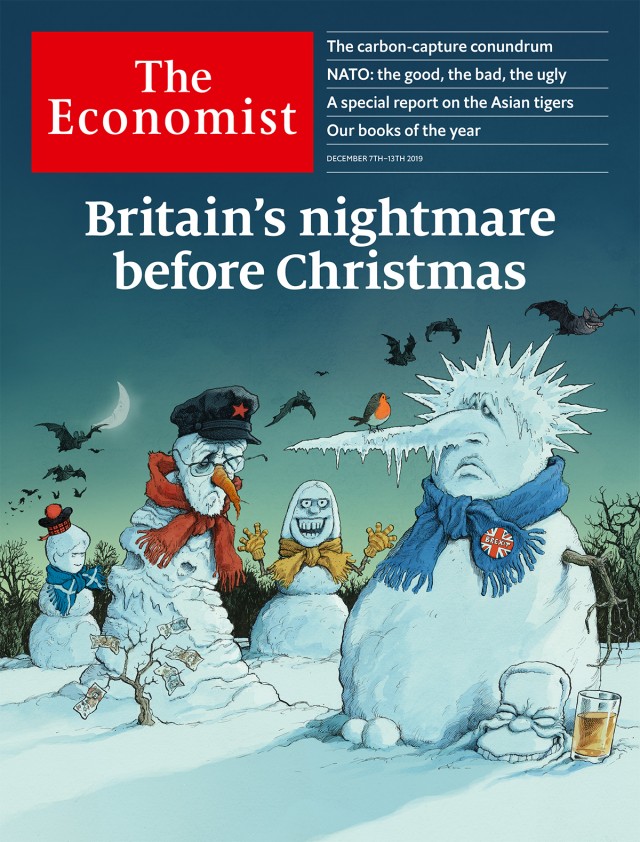 The
Economist
The carbon-capture conundrum
NATO: the good, the bad, the ugly
A special report on the Asian tigers
Our books of the year
DECEMBER 7TH–13TH 2019
Britain's nightmare
before Christmas
BREXIT